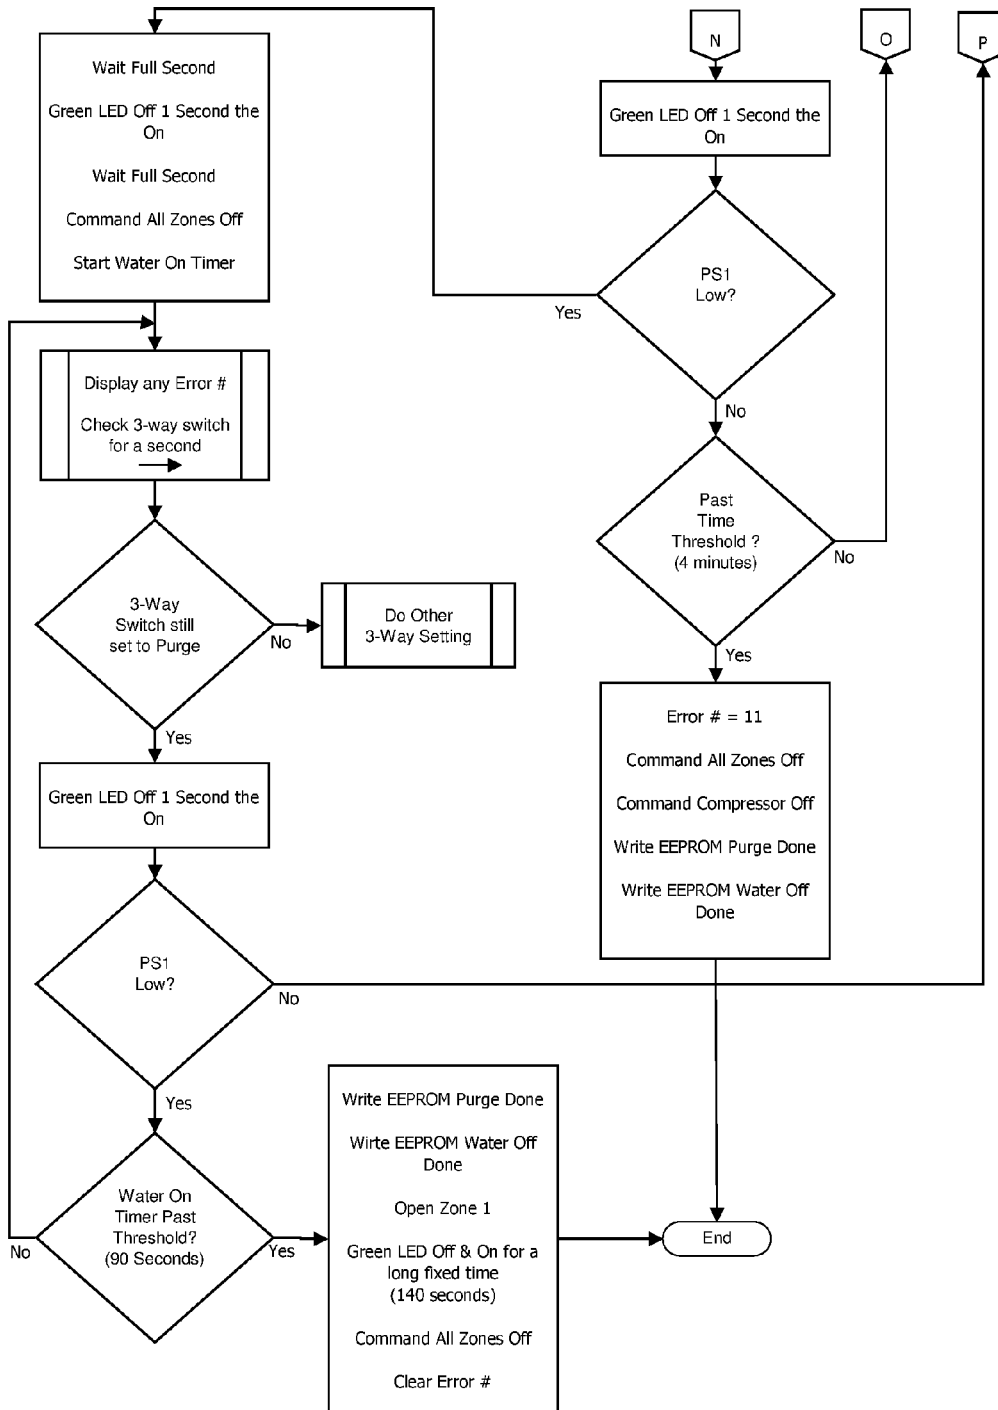 Wait Full Second
Green LED Off 1 Second the
On
Wait Full Second
Command All Zones Off
Start Water On Timer
Display any Error #
Check 3-way switch
for a second
3-Way
Switch still
set to Purge
No
Do Other
3-Way Setting
Yes
Green LED Off 1 Second the
On
PS1
Low?
No
Yes
Water On
Timer Past
Threshold?
(90 Seconds)
No
Yes
Write EEPROM Purge Done
Wirte EEPROM Water Off
Done
Open Zone 1
Green LED Off & On for a
long fixed time
(140 seconds)
Command All Zones Off
Clear Error #
N
O
P
Green LED Off 1 Second the
On
PS1
Low?
Yes
No
Past
Time
Threshold ?
(4 minutes)
No
Yes
Error # = 11
Command All Zones Off
Command Compressor Off
Write EEPROM Purge Done
Write EEPROM Water Off
Done
End